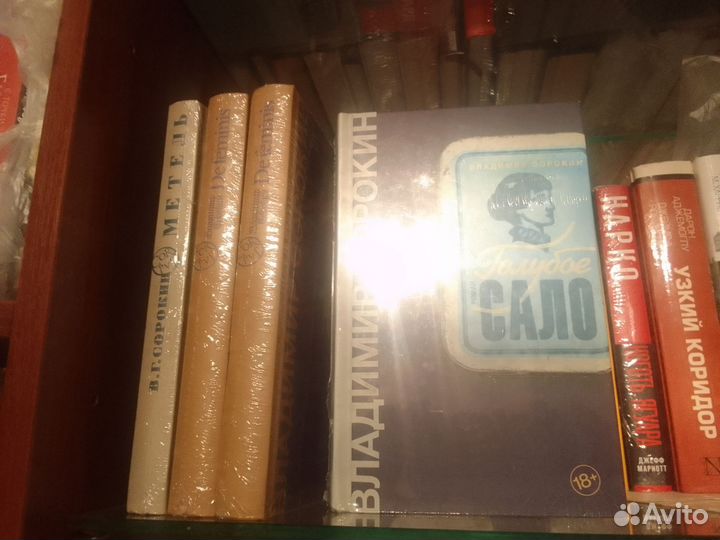 В.Г.СОРОКИН МЕТЕЛЬ
De feminis
De feminis
ВЛАДИМИР СОРОКИН
ВЛАДИМИР СОРОКИН
Голубое
САЛО
18+
НАРКО
ДЖЕФФ
МАРИОТТ
ДАРОН
АДЖЕМОГЛУ
УЗКИЙ КОРИДОР
Avito